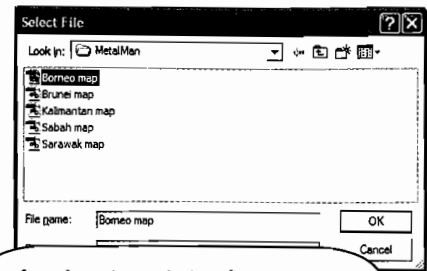 Select File
Look in: MetalMan
Borneo map
Brunei map
Kalimantan map
Sabah map
Sarawak map
File name: Borneo map OK
Cancel